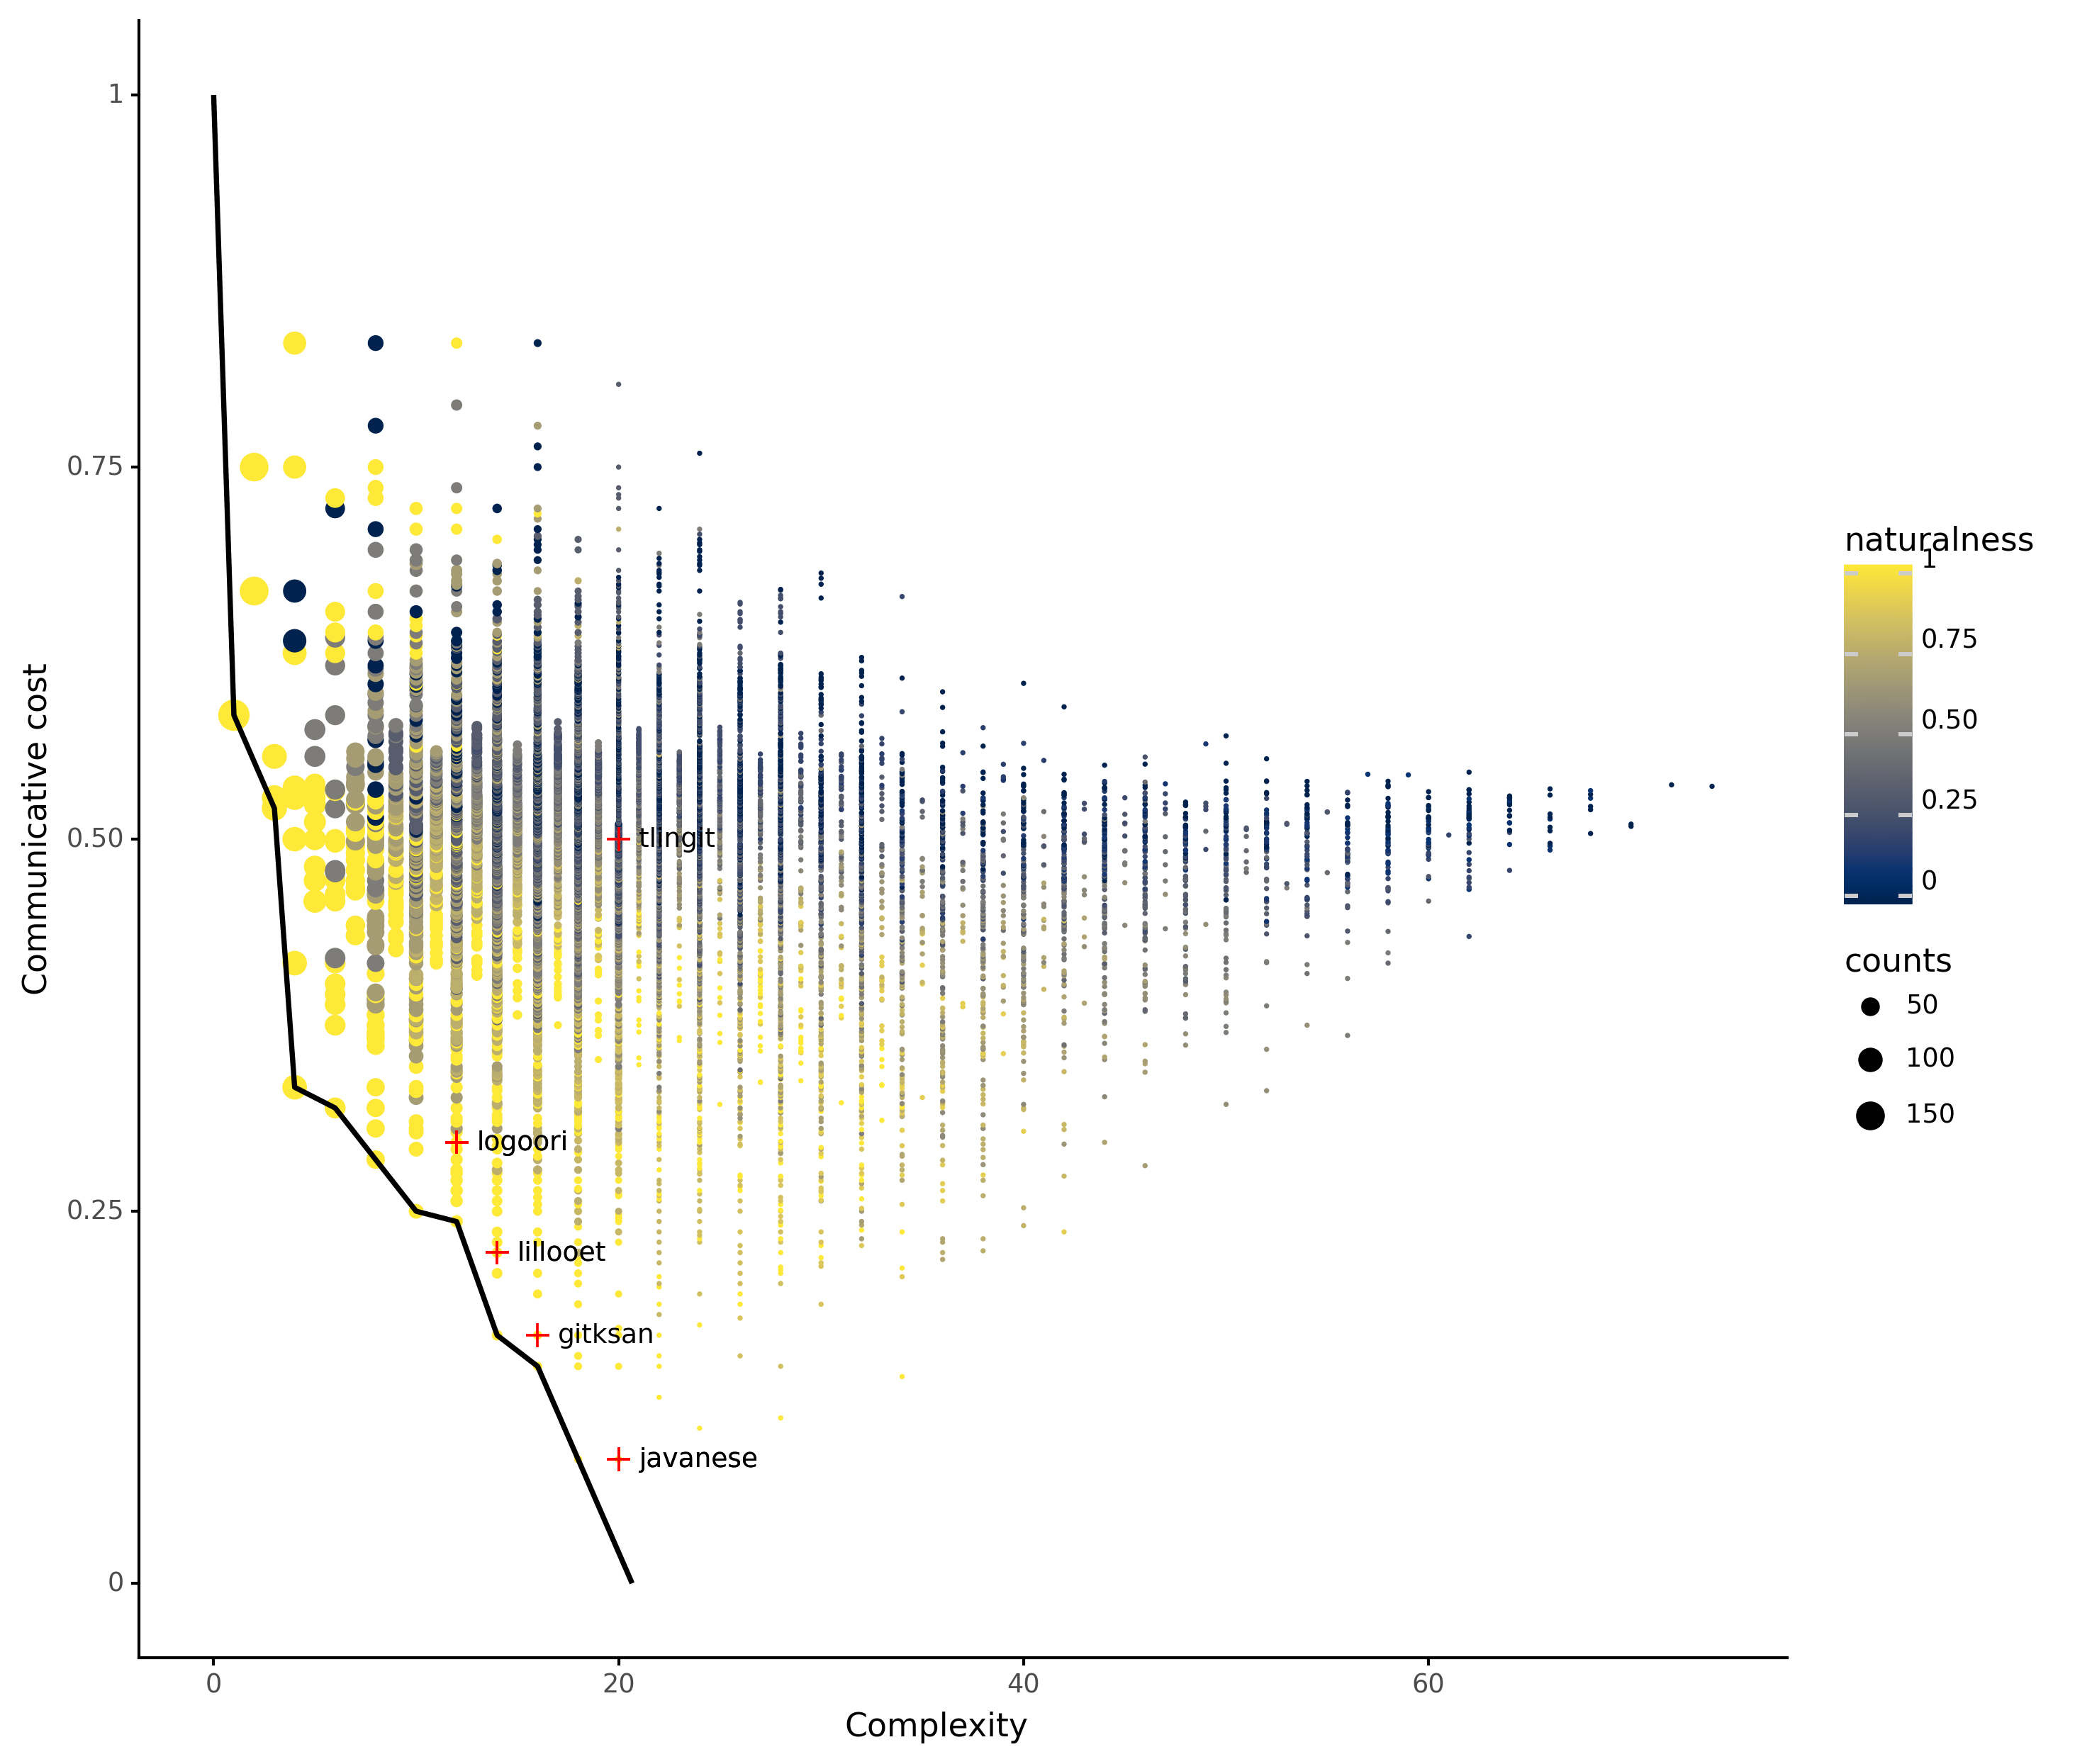 1
0.75
0.50
0.25
0
Communicative cost
0
20
40
60
Complexity
tlingit
logoori
lillooet
gitksan
javanese
naturalness
1
0.75
0.50
0.25
0
counts
50
100
150